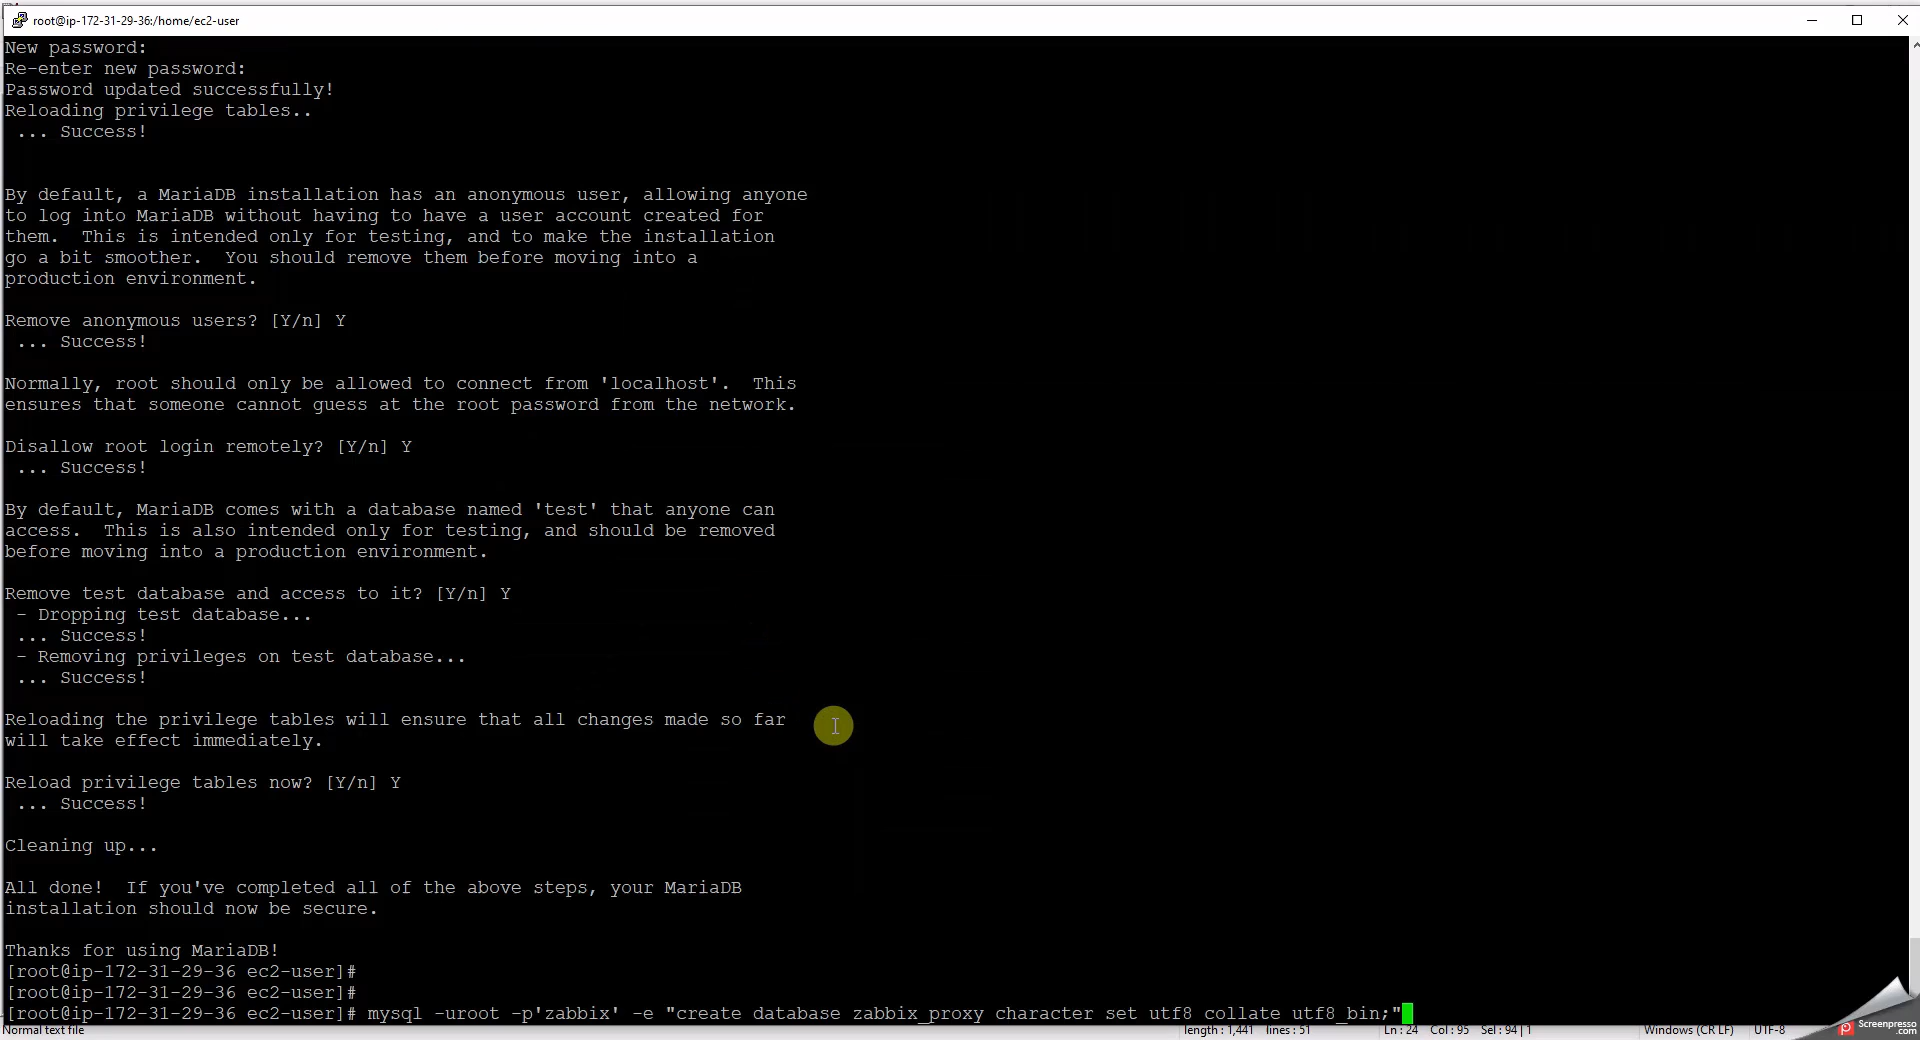 root@ip-172-31-29-36:/home/ec2-user
New password:
Re-enter new password:
Password updated successfully!
Reloading privilege tables..
 ... Success!
By default, a MariaDB installation has an anonymous user, allowing anyone
to log into MariaDB without having to have a user account created for
them.  This is intended only for testing, and to make the installation
go a bit smoother.  You should remove them before moving into a
production environment.
Remove anonymous users? [Y/n] Y
 ... Success!
Normally, root should only be allowed to connect from 'localhost'.  This
ensures that someone cannot guess at the root password from the network.
Disallow root login remotely? [Y/n] Y
 ... Success!
By default, MariaDB comes with a database named 'test' that anyone can
access.  This is also intended only for testing, and should be removed
before moving into a production environment.
Remove test database and access to it? [Y/n] Y
 - Dropping test database...
 ... Success!
 - Removing privileges on test database...
 ... Success!
Reloading the privilege tables will ensure that all changes made so far
will take effect immediately.
Reload privilege tables now? [Y/n] Y
 ... Success!
Cleaning up...
All done!  If you've completed all of the above steps, your MariaDB
installation should now be secure.
Thanks for using MariaDB!
[root@ip-172-31-29-36 ec2-user]#
[root@ip-172-31-29-36 ec2-user]#
[root@ip-172-31-29-36 ec2-user]# mysql -uroot -p'zabbix' -e "create database zabbix_proxy character set utf8 collate utf8_bin;"
Normal text file length : 1,441 lines : 51 Ln : 24 Col : 95 Sel : 94 | 1 Windows (CR LF) UTF-8
Screenpresso
.com